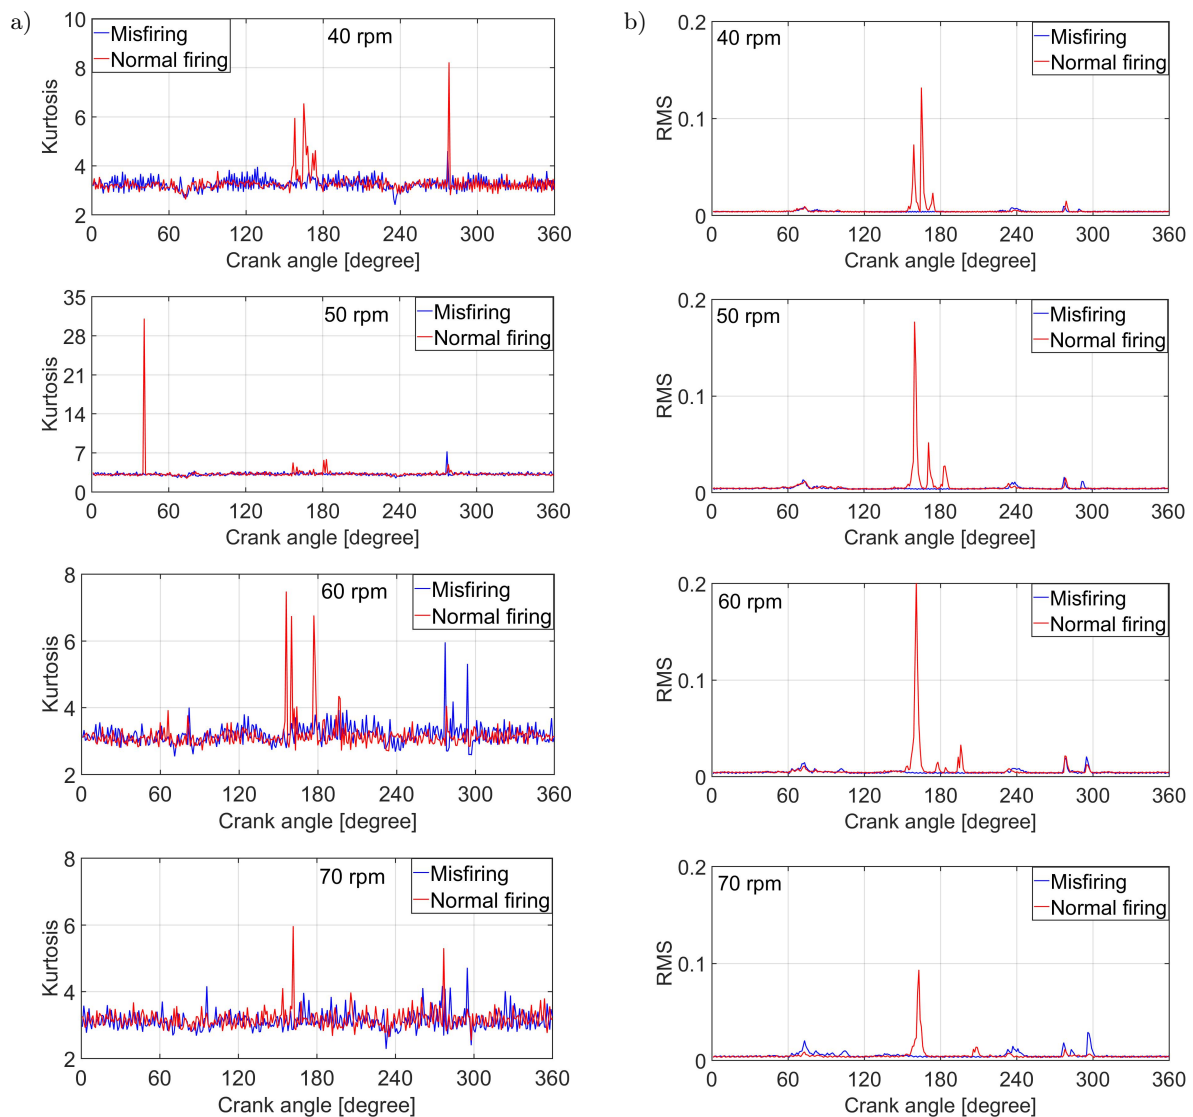 a)
10
8
6
4
2
Kurtosis
Misfiring
Normal firing
40 rpm
0 60 120 180 240 300 360
Crank angle [degree]
35
28
21
14
7
0
Kurtosis
50 rpm
Misfiring
Normal firing
0 60 120 180 240 300 360
Crank angle [degree]
8
6
4
2
Kurtosis
60 rpm
Misfiring
Normal firing
0 60 120 180 240 300 360
Crank angle [degree]
8
6
4
2
Kurtosis
70 rpm
Misfiring
Normal firing
0 60 120 180 240 300 360
Crank angle [degree]
b)
0.2
0.1
0
RMS
40 rpm
Misfiring
Normal firing
0 60 120 180 240 300 360
Crank angle [degree]
0.2
0.1
0
RMS
50 rpm
Misfiring
Normal firing
0 60 120 180 240 300 360
Crank angle [degree]
0.2
0.1
0
RMS
60 rpm
Misfiring
Normal firing
0 60 120 180 240 300 360
Crank angle [degree]
0.2
0.1
0
RMS
70 rpm
Misfiring
Normal firing
0 60 120 180 240 300 360
Crank angle [degree]